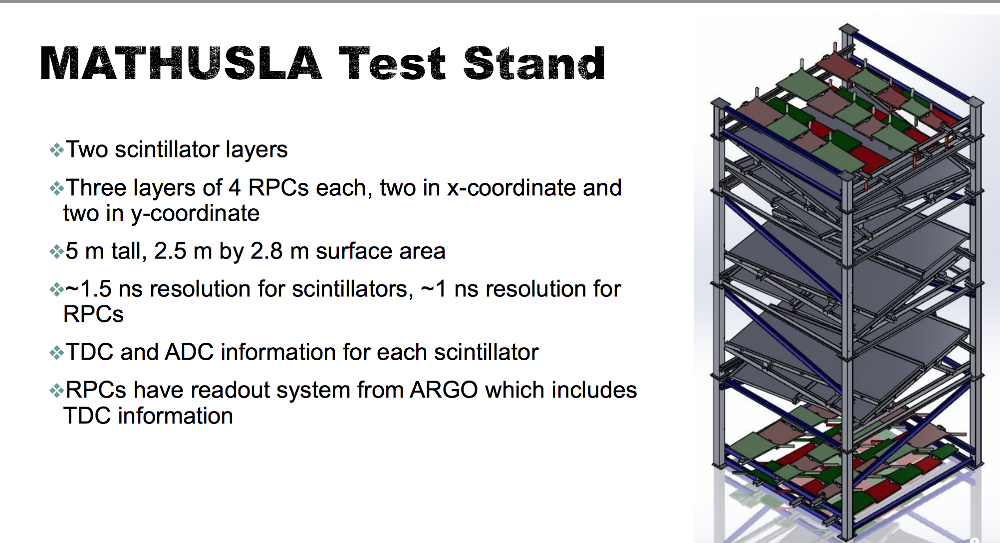 MATHUSLA Test Stand
❖Two scintillator layers
❖Three layers of 4 RPCs each, two in x-coordinate and
two in y-coordinate
❖5 m tall, 2.5 m by 2.8 m surface area
❖~1.5 ns resolution for scintillators, ~1 ns resolution for
RPCs
❖TDC and ADC information for each scintillator
❖RPCs have readout system from ARGO which includes
TDC information